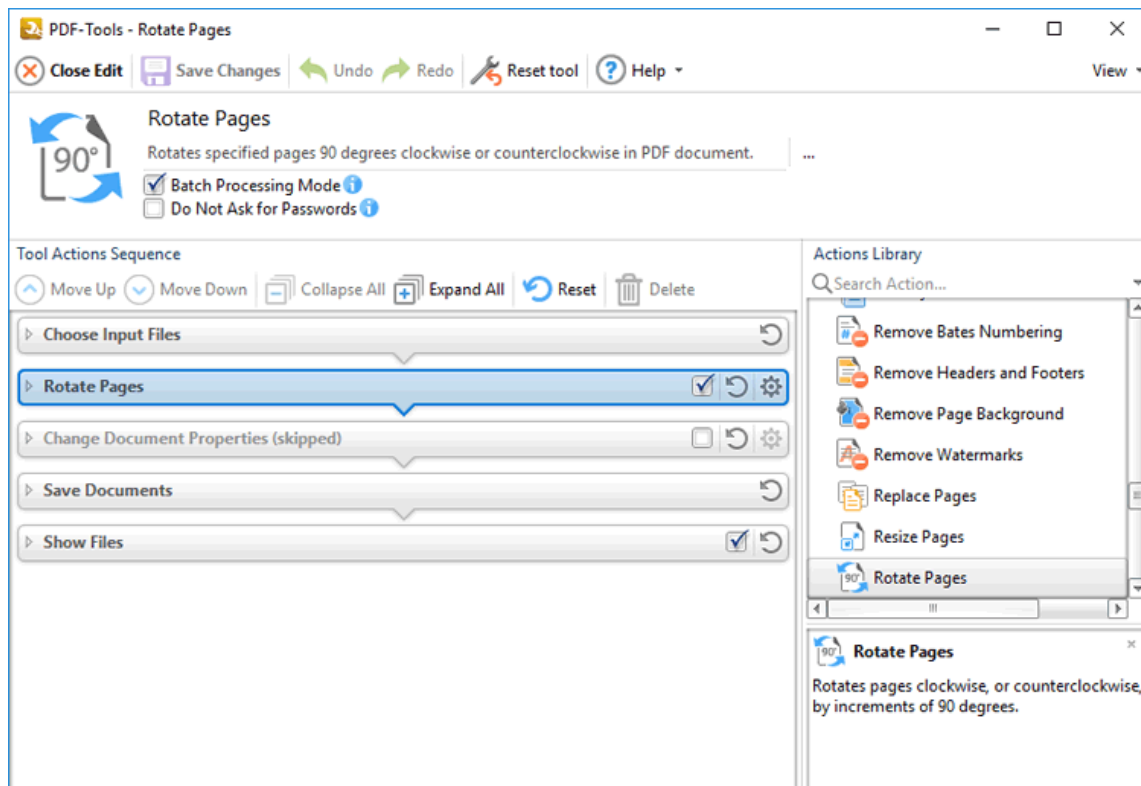 PDF-Tools - Rotate Pages
Close Edit Save Changes Undo Redo Reset tool ? Help View
90°
Rotate Pages
Rotates specified pages 90 degrees clockwise or counterclockwise in PDF document. ...
Batch Processing Mode
Do Not Ask for Passwords
Tool Actions Sequence
Move Up Move Down Collapse All Expand All Reset Delete
Choose Input Files
Rotate Pages
Change Document Properties (skipped)
Save Documents
Show Files
Actions Library
Search Action...
Remove Bates Numbering
Remove Headers and Footers
Remove Page Background
Remove Watermarks
Replace Pages
Resize Pages
90° Rotate Pages
90° Rotate Pages
Rotates pages clockwise, or counterclockwise,
by increments of 90 degrees.